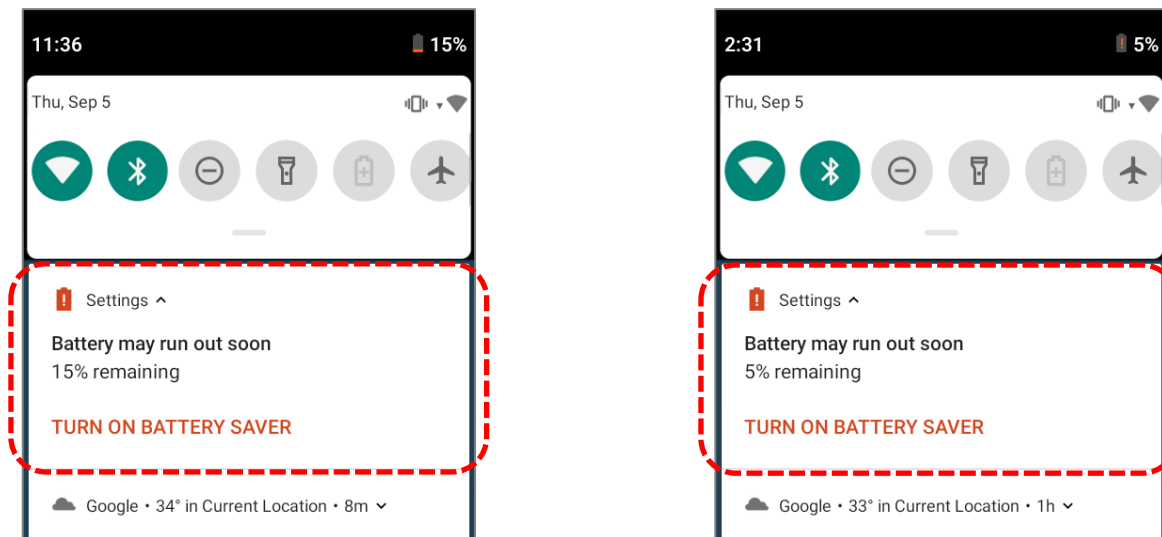 11:36 15%
Thu, Sep 5
Settings
Battery may run out soon
15% remaining
TURN ON BATTERY SAVER
Google • 34° in Current Location • 8m
2:31 5%
Thu, Sep 5
Settings
Battery may run out soon
5% remaining
TURN ON BATTERY SAVER
Google • 33° in Current Location • 1h